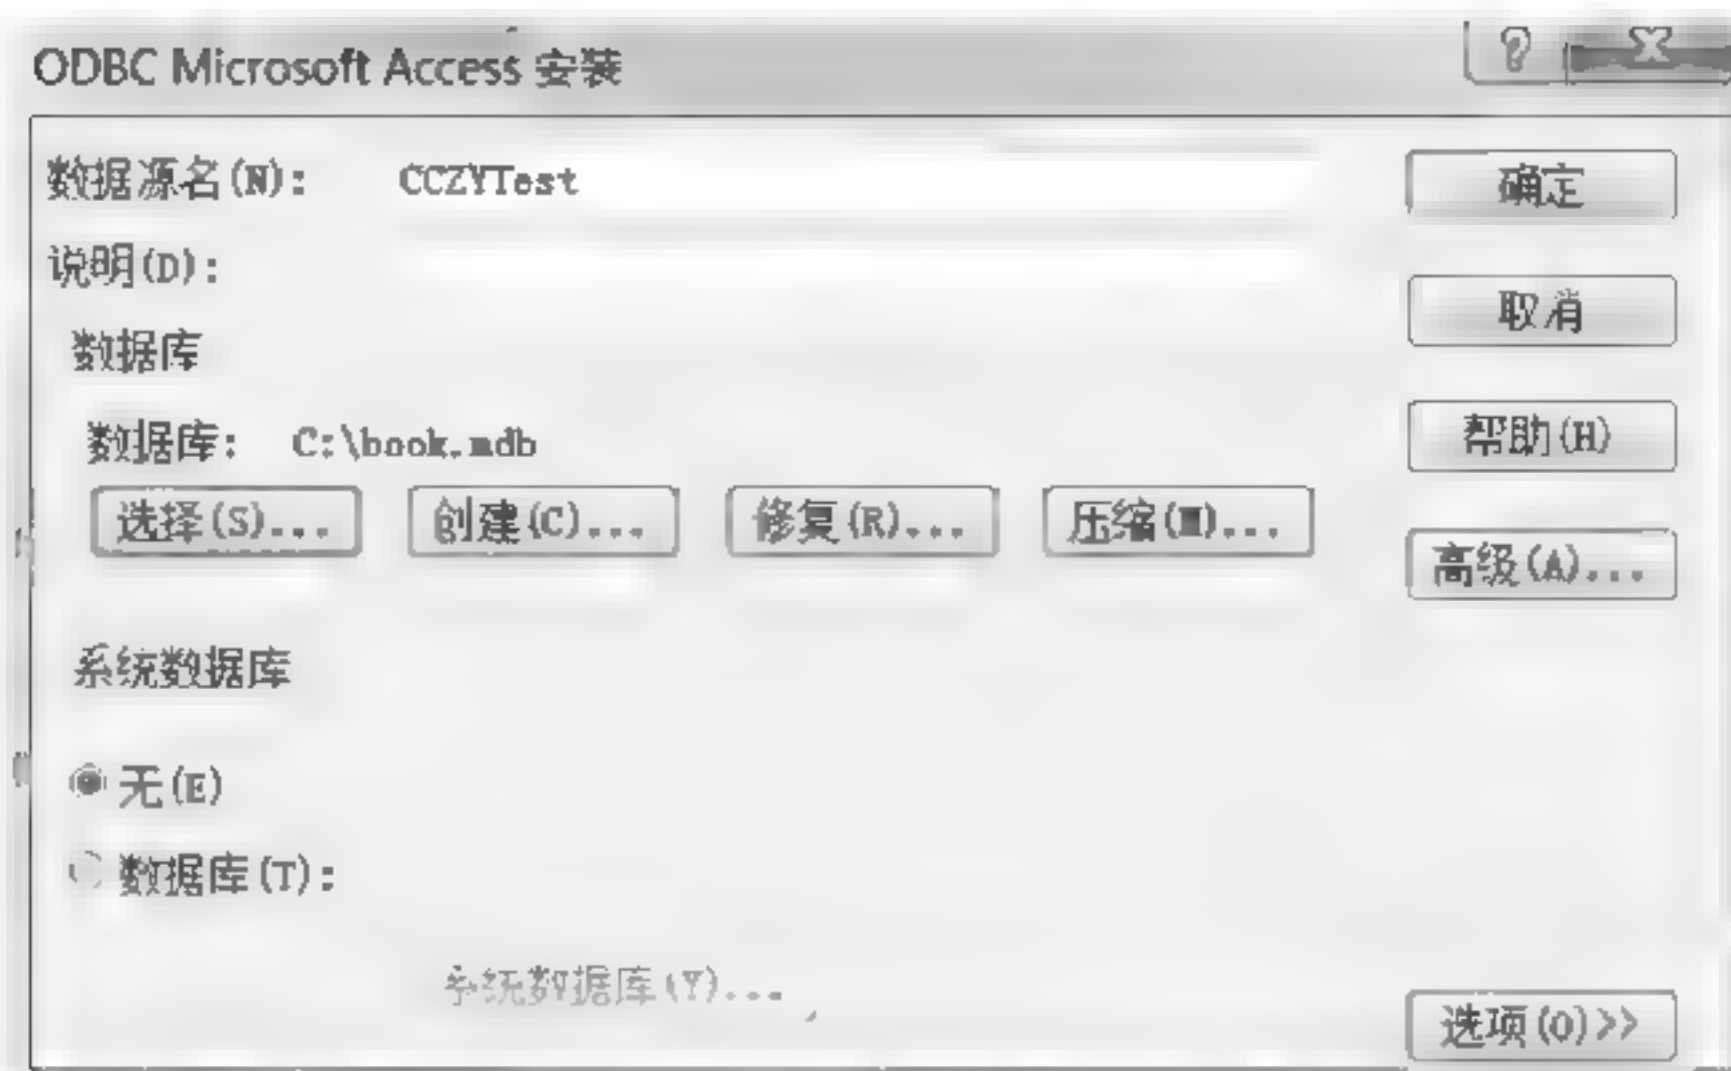 ODBC Microsoft Access 安装
数据源名(N): CCZYTest
确定
说明(D):
取消
数据库
数据库: C:\book.mdb
帮助(H)
选择(S)... 创建(C)... 修复(R)... 压缩(M)...
高级(A)...
系统数据库
无(E)
数据库(T):
系统数据库(Y)...
选项(O)>>